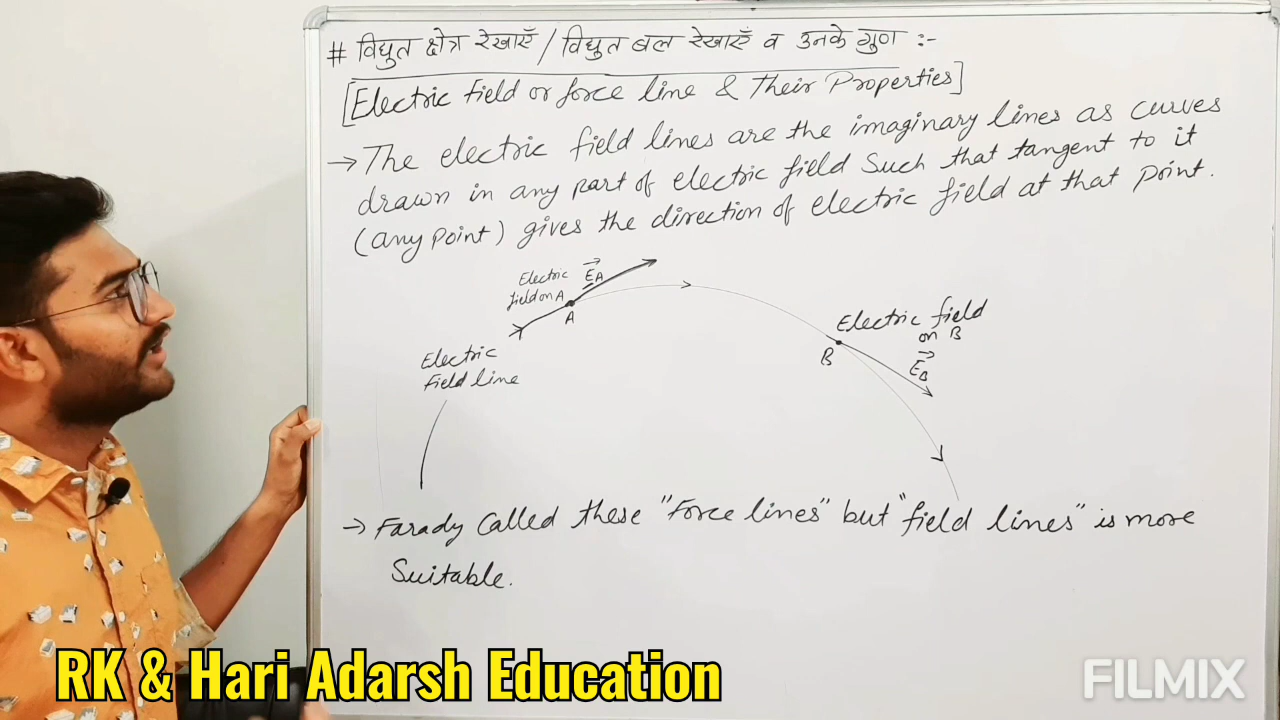 # विद्युत क्षेत्र रेखाएँ / विद्युत बल रेखाएँ व उनके गुण :-
[Electric field or force line & Their Properties]
→ The electric field lines are the imaginary lines as curves
drawn in any part of electric field such that tangent to it
(any point) gives the direction of electric field at that point.
Electric
field on A
E⃗A
A
Electric
field line
Electric field
on B
B
E⃗B
→ Farady called these "Force lines" but "field lines" is more
Suitable.
RK & Hari Adarsh Education
FILMIX